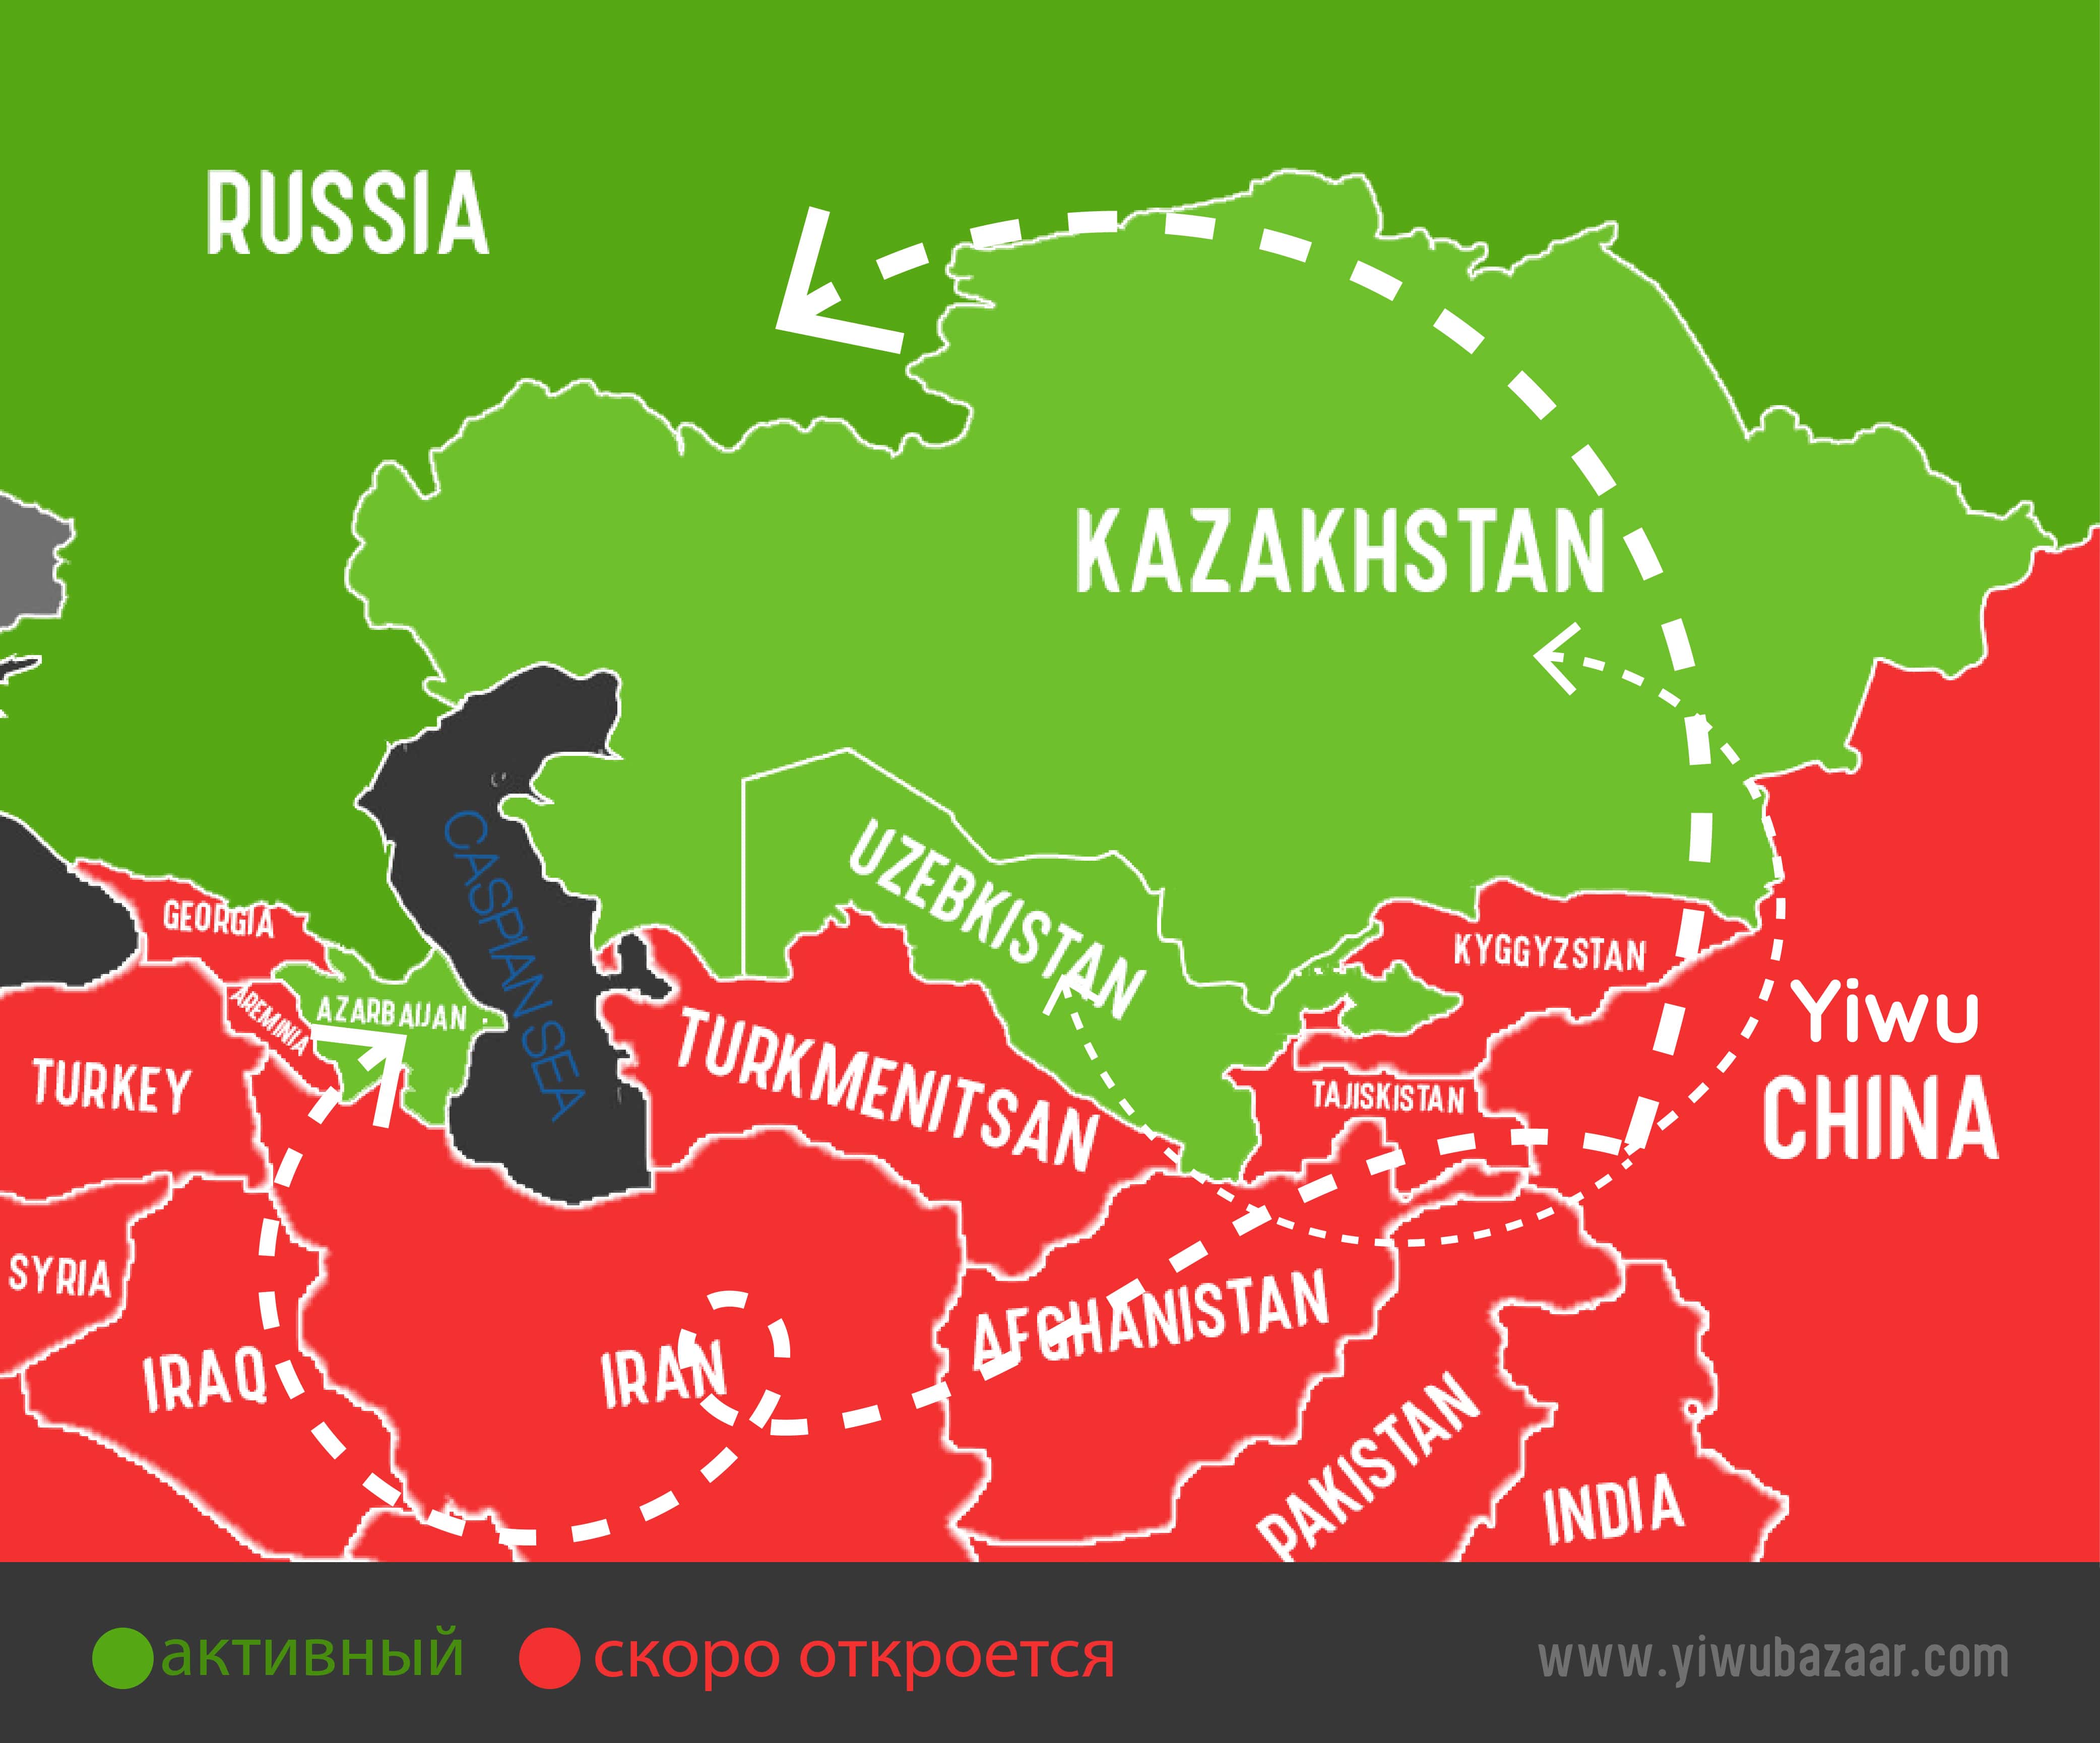 RUSSIA
KAZAKHSTAN
CASPIAN SEA
UZEBKISTAN
GEORGIA
KYGGYZSTAN
AZARBAIJAN
AREMINIA
Yiwu
CHINA
TURKEY
TURKMENITSAN
TAJISKISTAN
SYRIA
AFGHANISTAN
IRAQ
IRAN
PAKISTAN
INDIA
активный
скоро откроется
www.yiwubazaar.com